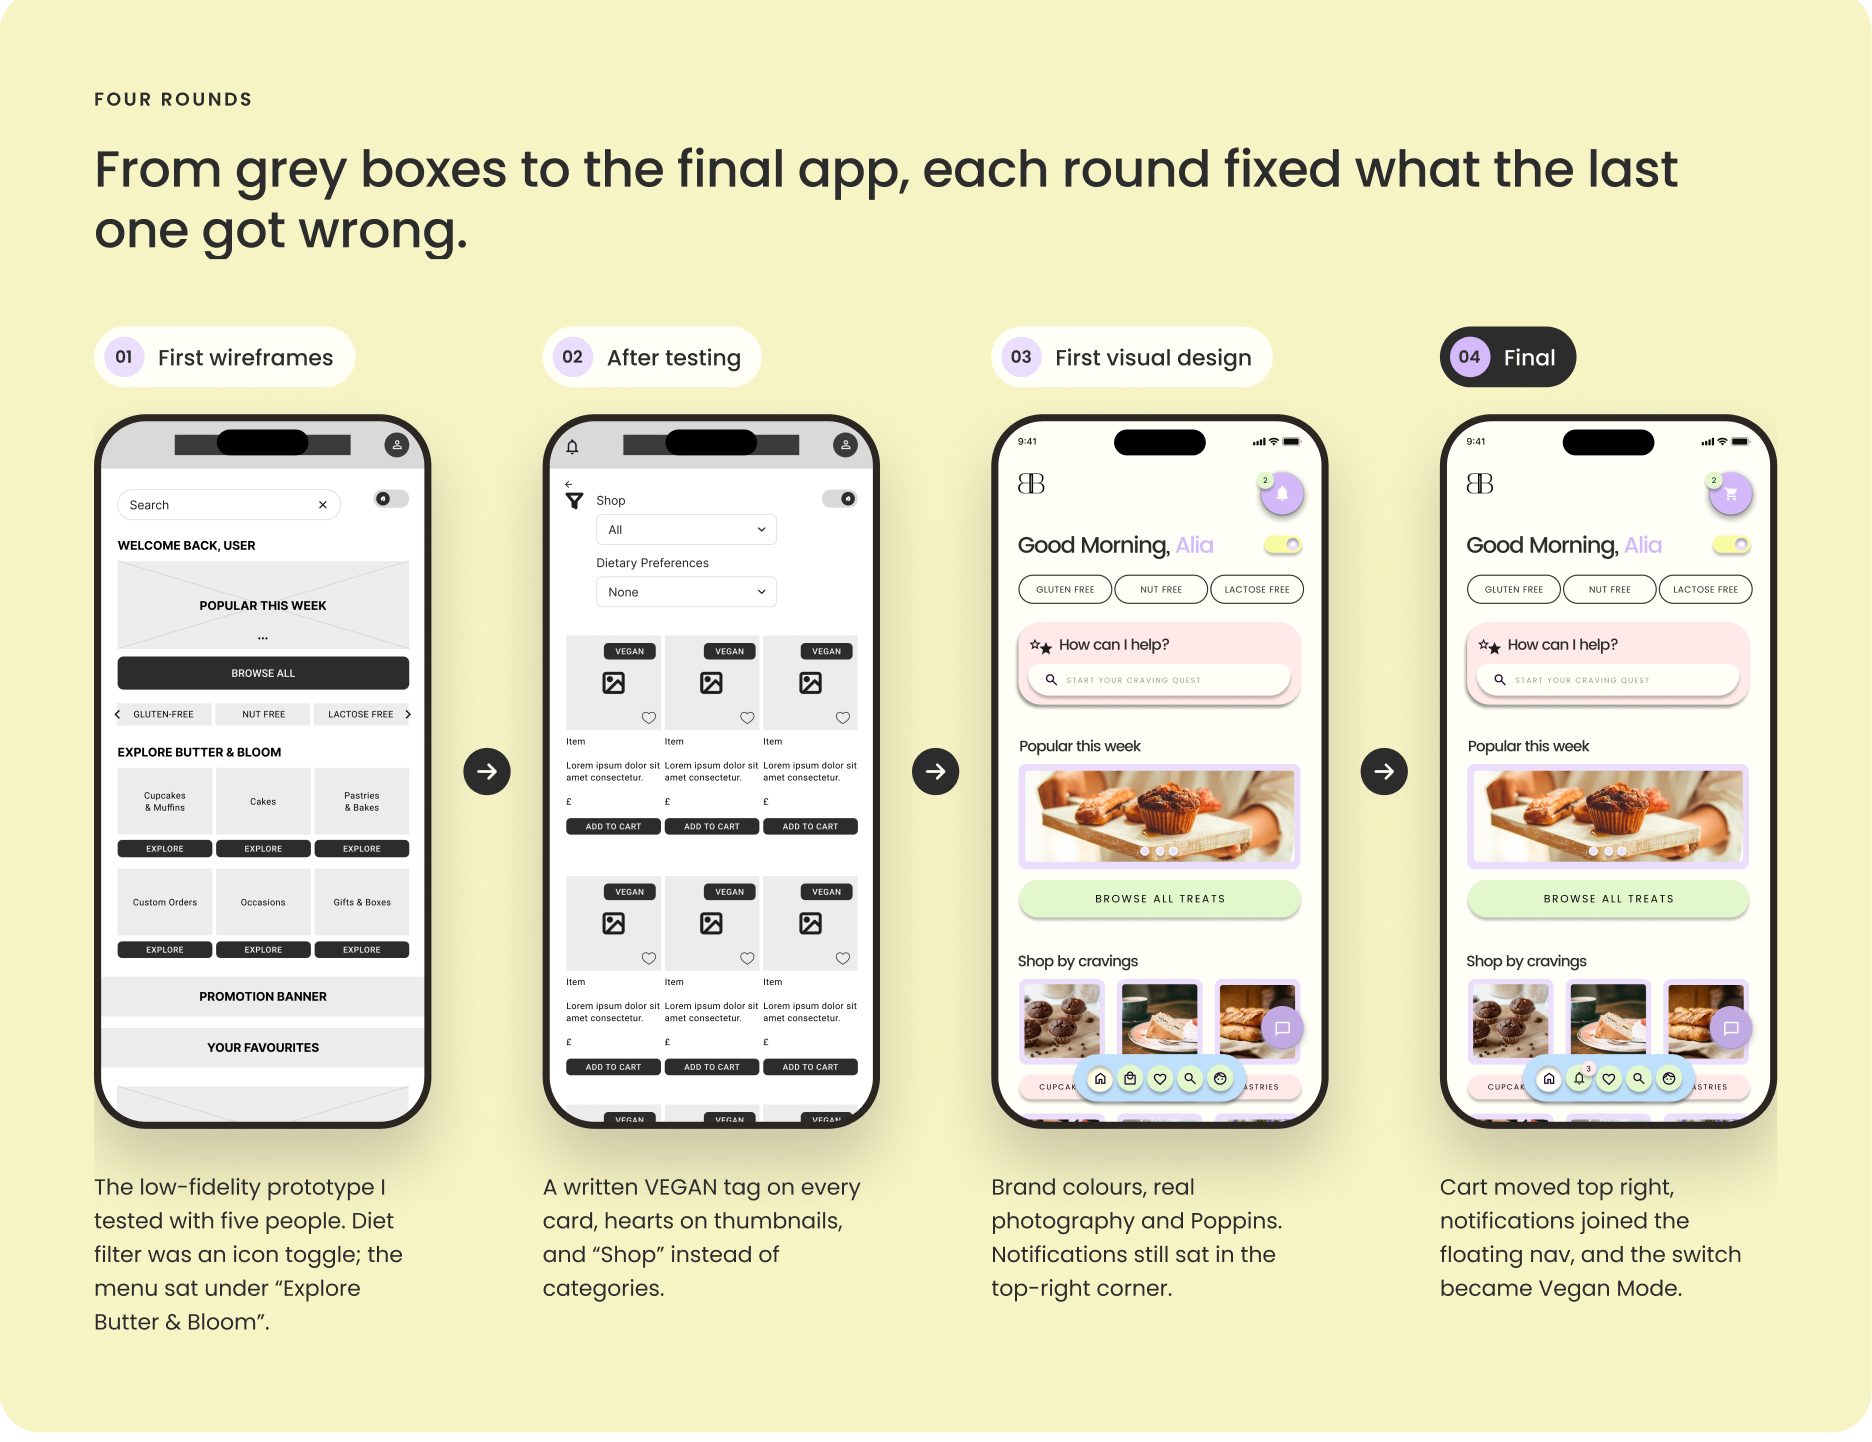 FOUR ROUNDS
From grey boxes to the final app, each round fixed what the last
one got wrong.
01 First wireframes
Search
WELCOME BACK, USER
POPULAR THIS WEEK
...
BROWSE ALL
GLUTEN-FREE NUT FREE LACTOSE FREE
EXPLORE BUTTER & BLOOM
Cupcakes
& Muffins
Cakes
Pastries
& Bakes
EXPLORE EXPLORE EXPLORE
Custom Orders Occasions Gifts & Boxes
EXPLORE EXPLORE EXPLORE
PROMOTION BANNER
YOUR FAVOURITES
The low-fidelity prototype I
tested with five people. Diet
filter was an icon toggle; the
menu sat under “Explore
Butter & Bloom”.
02 After testing
Shop
All
Dietary Preferences
None
VEGAN VEGAN VEGAN
Item Item Item
Lorem ipsum dolor sit Lorem ipsum dolor sit Lorem ipsum dolor sit
amet consectetur. amet consectetur. amet consectetur.
£ £ £
ADD TO CART ADD TO CART ADD TO CART
VEGAN VEGAN VEGAN
Item Item Item
Lorem ipsum dolor sit Lorem ipsum dolor sit Lorem ipsum dolor sit
amet consectetur. amet consectetur. amet consectetur.
£ £ £
ADD TO CART ADD TO CART ADD TO CART
VEGAN VEGAN VEGAN
A written VEGAN tag on every
card, hearts on thumbnails,
and “Shop” instead of
categories.
03 First visual design
9:41
BB
2
Good Morning, Alia
GLUTEN FREE NUT FREE LACTOSE FREE
How can I help?
START YOUR CRAVING QUEST
Popular this week
BROWSE ALL TREATS
Shop by cravings
CUPCAK ASTRIES
Brand colours, real
photography and Poppins.
Notifications still sat in the
top-right corner.
04 Final
9:41
BB
2
Good Morning, Alia
GLUTEN FREE NUT FREE LACTOSE FREE
How can I help?
START YOUR CRAVING QUEST
Popular this week
BROWSE ALL TREATS
Shop by cravings
3
CUPCAK ASTRIES
Cart moved top right,
notifications joined the
floating nav, and the switch
became Vegan Mode.